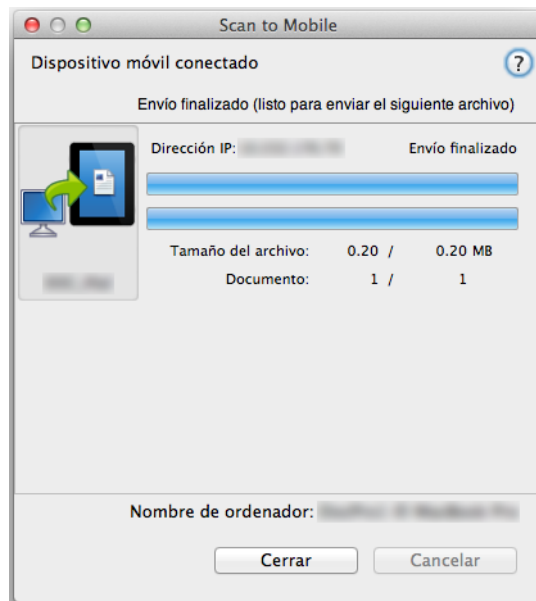 Scan to Mobile
Dispositivo móvil conectado
?
Envío finalizado (listo para enviar el siguiente archivo)
Dirección IP: Envío finalizado
Tamaño del archivo: 0.20 / 0.20 MB
Documento: 1 / 1
Nombre de ordenador:
Cerrar Cancelar